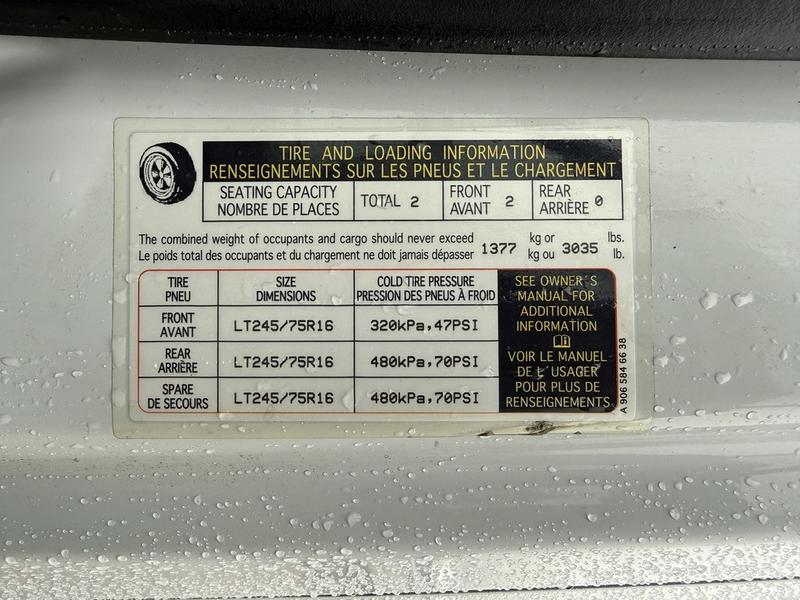 TIRE AND LOADING INFORMATION
RENSEIGNEMENTS SUR LES PNEUS ET LE CHARGEMENT
SEATING CAPACITY
NOMBRE DE PLACES
TOTAL 2
FRONT
AVANT 2
REAR
ARRIÈRE 0
The combined weight of occupants and cargo should never exceed 1377 kg or 3035 lbs.
Le poids total des occupants et du chargement ne doit jamais dépasser kg ou lb.
TIRE
PNEU
SIZE
DIMENSIONS
COLD TIRE PRESSURE
PRESSION DES PNEUS À FROID
FRONT
AVANT
LT245/75R16
320kPa,47PSI
REAR
ARRIÈRE
LT245/75R16
480kPa,70PSI
SPARE
DE SECOURS
LT245/75R16
480kPa,70PSI
SEE OWNER´S
MANUAL FOR
ADDITIONAL
INFORMATION
VOIR LE MANUEL
DE L´USAGER
POUR PLUS DE
RENSEIGNEMENTS
A 906 584 66 38